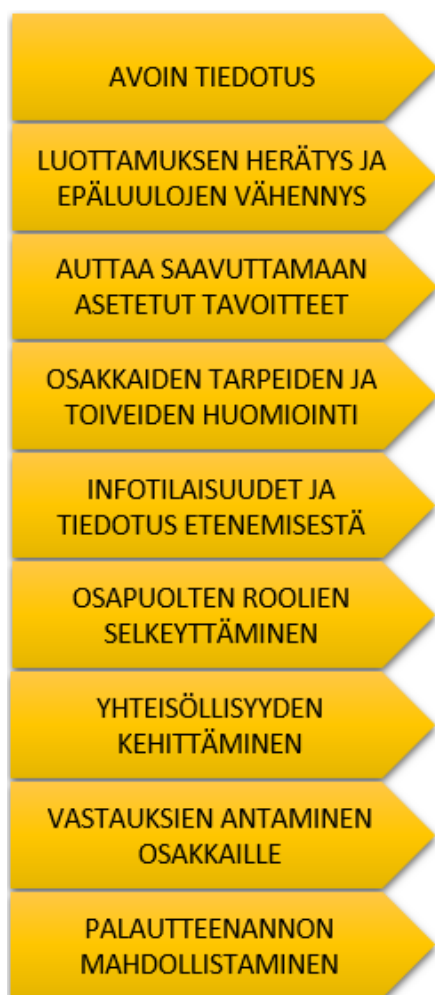 AVOIN TIEDOTUS
LUOTTAMUKSEN HERÄTYS JA
EPÄLUULOJEN VÄHENNYS
AUTTAA SAAVUTTAMAAN
ASETETUT TAVOITTEET
OSAKKAIDEN TARPEIDEN JA
TOIVEIDEN HUOMIOINTI
INFOTILAISUUDET JA
TIEDOTUS ETENEMISESTÄ
OSAPUOLTEN ROOLIEN
SELKEYTTÄMINEN
YHTEISÖLLISYYDEN
KEHITTÄMINEN
VASTAUKSIEN ANTAMINEN
OSAKKAILLE
PALAUTTEENANNON
MAHDOLLISTAMINEN